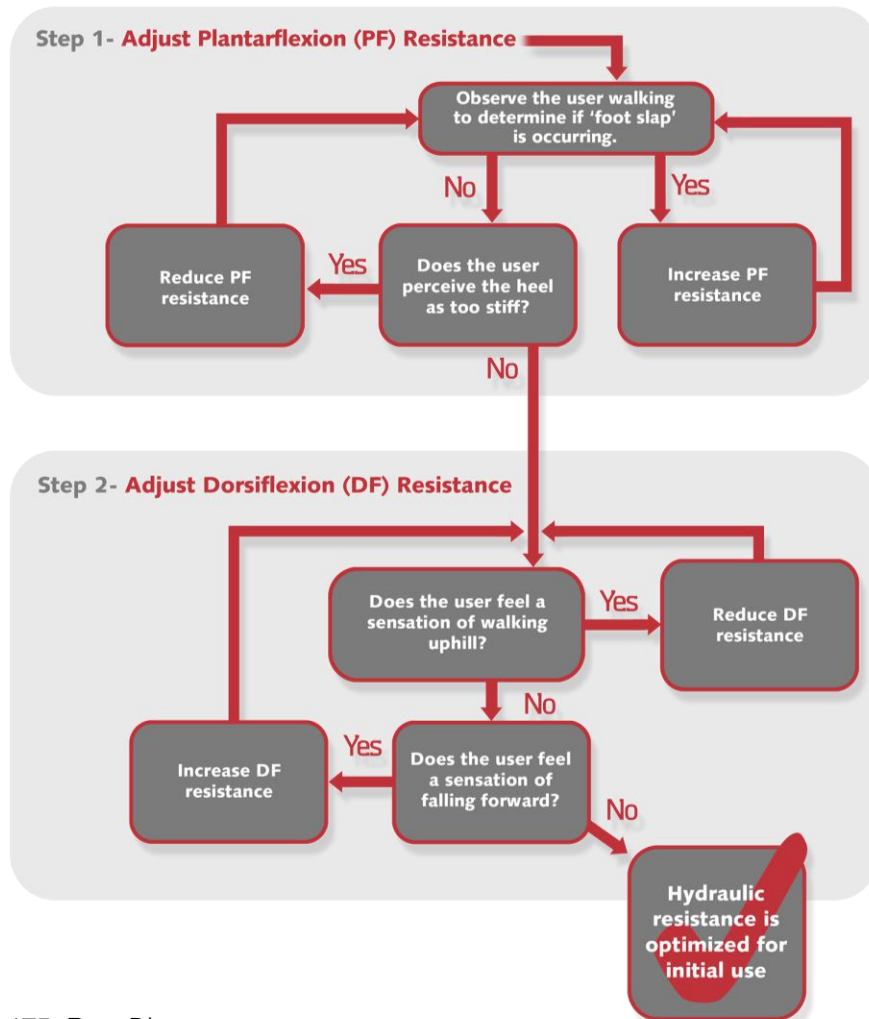 Step 1- Adjust Plantarflexion (PF) Resistance
Observe the user walking
to determine if ‘foot slap’
is occurring.
No
Yes
Reduce PF
resistance
Yes
Does the user
perceive the heel
as too stiff?
Increase PF
resistance
No
Step 2- Adjust Dorsiflexion (DF) Resistance
Does the user feel a
sensation of walking
uphill?
Yes
Reduce DF
resistance
No
Increase DF
resistance
Yes
Does the user feel
a sensation of
falling forward?
No
Hydraulic
resistance is
optimized for
initial use